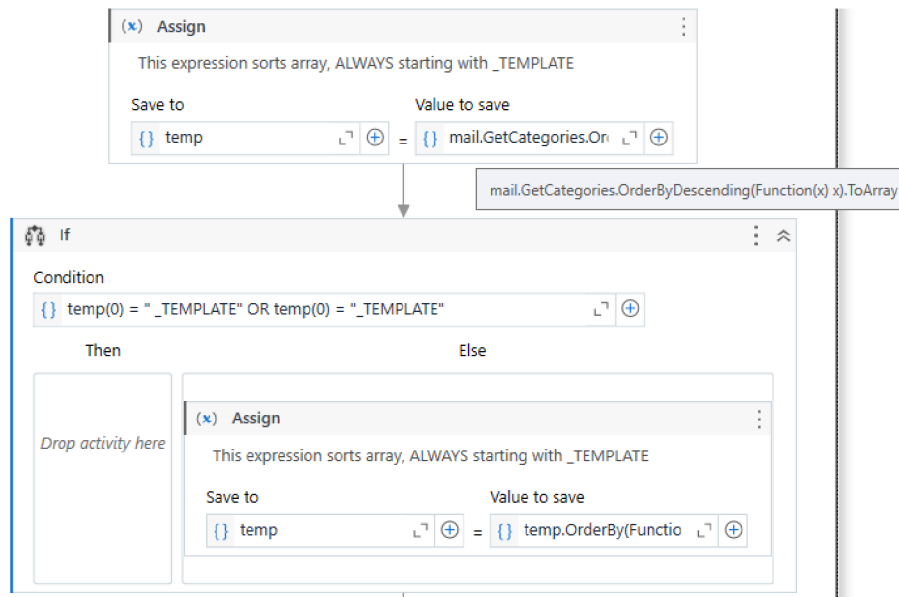 Assign
This expression sorts array, ALWAYS starting with _TEMPLATE
Save to Value to save
temp = mail.GetCategories.Or
mail.GetCategories.OrderByDescending(Function(x) x).ToArray
If
Condition
temp(0) = " _TEMPLATE" OR temp(0) = "_TEMPLATE"
Then Else
Drop activity here
Assign
This expression sorts array, ALWAYS starting with _TEMPLATE
Save to Value to save
temp = temp.OrderBy(Functio